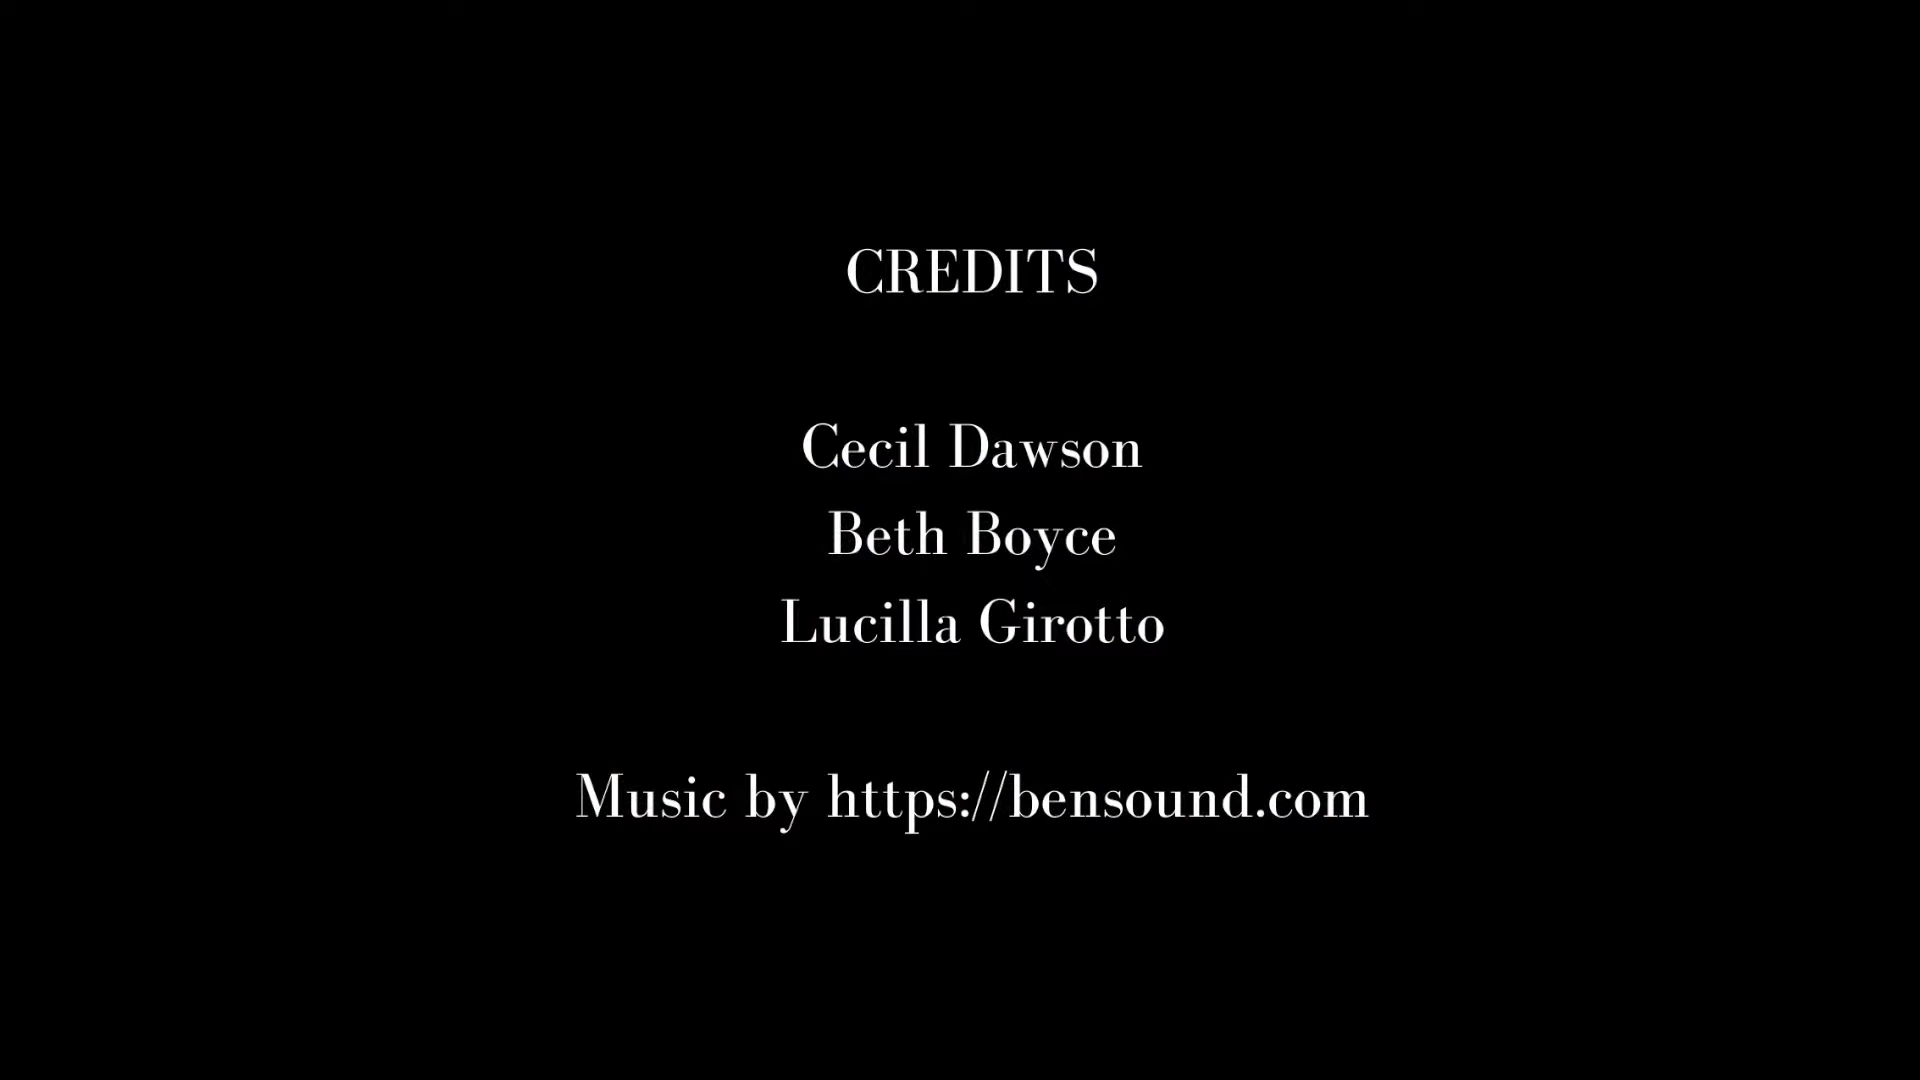 CREDITS
Cecil Dawson
Beth Boyce
Lucilla Girotto
Music by https://bensound.com